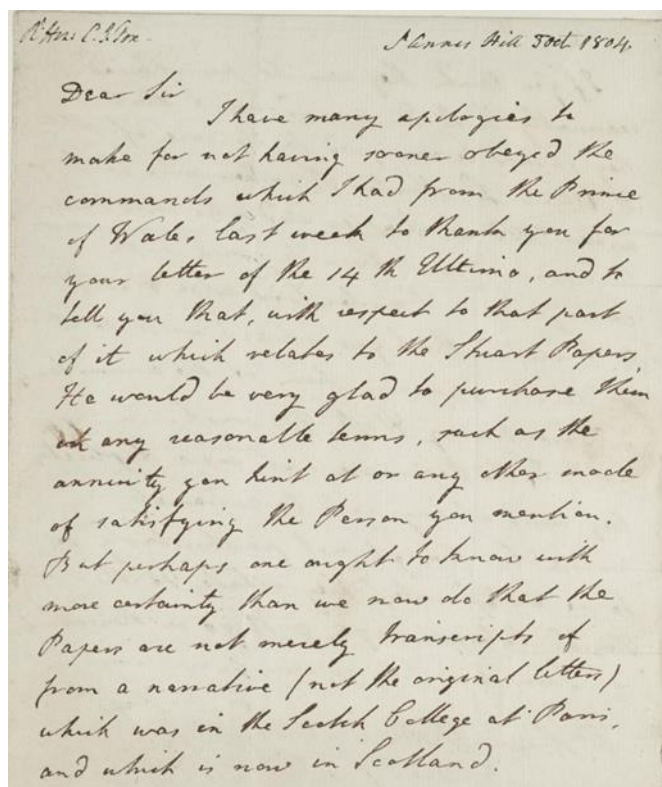 Rt Hon. C. J. Fox.
St Annes Hill 5 Oct. 1804.
Dear Sir
I have many apologies to
make for not having sooner obeyed the
commands which I had from the Prince
of Wales last week to thank you for
your letter of the 14th Ultimo, and to
tell you that, with respect to that part
of it which relates to the Stuart Papers
He would be very glad to purchase them
at any reasonable terms, such as the
annuity you hint at or any other mode
of satisfying the Person you mention.
But perhaps one ought to know with
more certainty than we now do that the
Papers are not merely transcripts of
from a narrative (not the original letters)
which was in the Scotch College at Paris,
and which is now in Scotland.